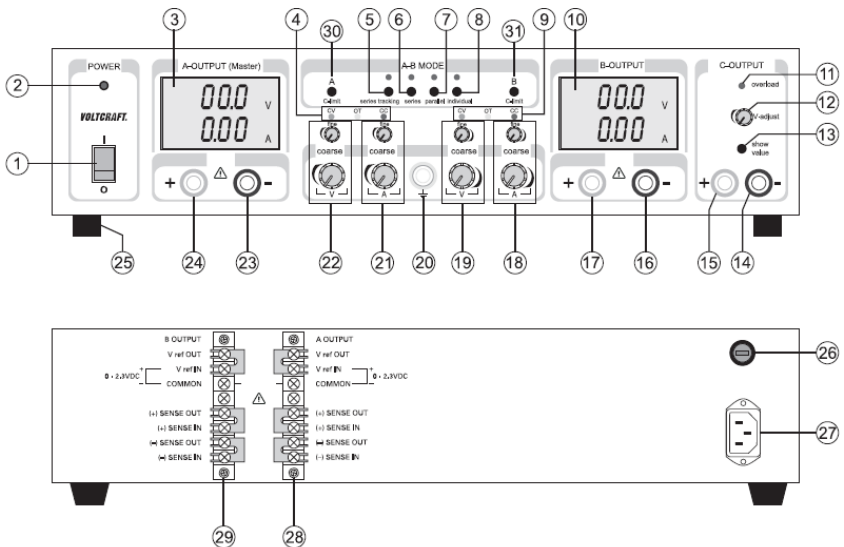 3 4 5 6 7 8 9 10
30 31
POWER A-OUTPUT (Master) A-B MODE B-OUTPUT C-OUTPUT
2 11
A B
overload
C-limit series tracking series parallel individual C-limit
00.0 V 00.0 V
CV OT CC CV OT CC
V-adjust 12
VOLTCRAFT.
fine fine fine fine
0.00 A 0.00 A
show value 13
I
coarse coarse coarse coarse
1
O
+ - V A V A + - + -
25 24 23 22 21 20 19 18 17 16 15 14
B OUTPUT A OUTPUT
V ref OUT V ref OUT
0 - 2.3VDC + V ref IN V ref IN + 0 - 2.3VDC
- COMMON COMMON -
(+) SENSE OUT (+) SENSE OUT
(+) SENSE IN (+) SENSE IN
(-) SENSE OUT (-) SENSE OUT
(-) SENSE IN (-) SENSE IN
26
27
29 28